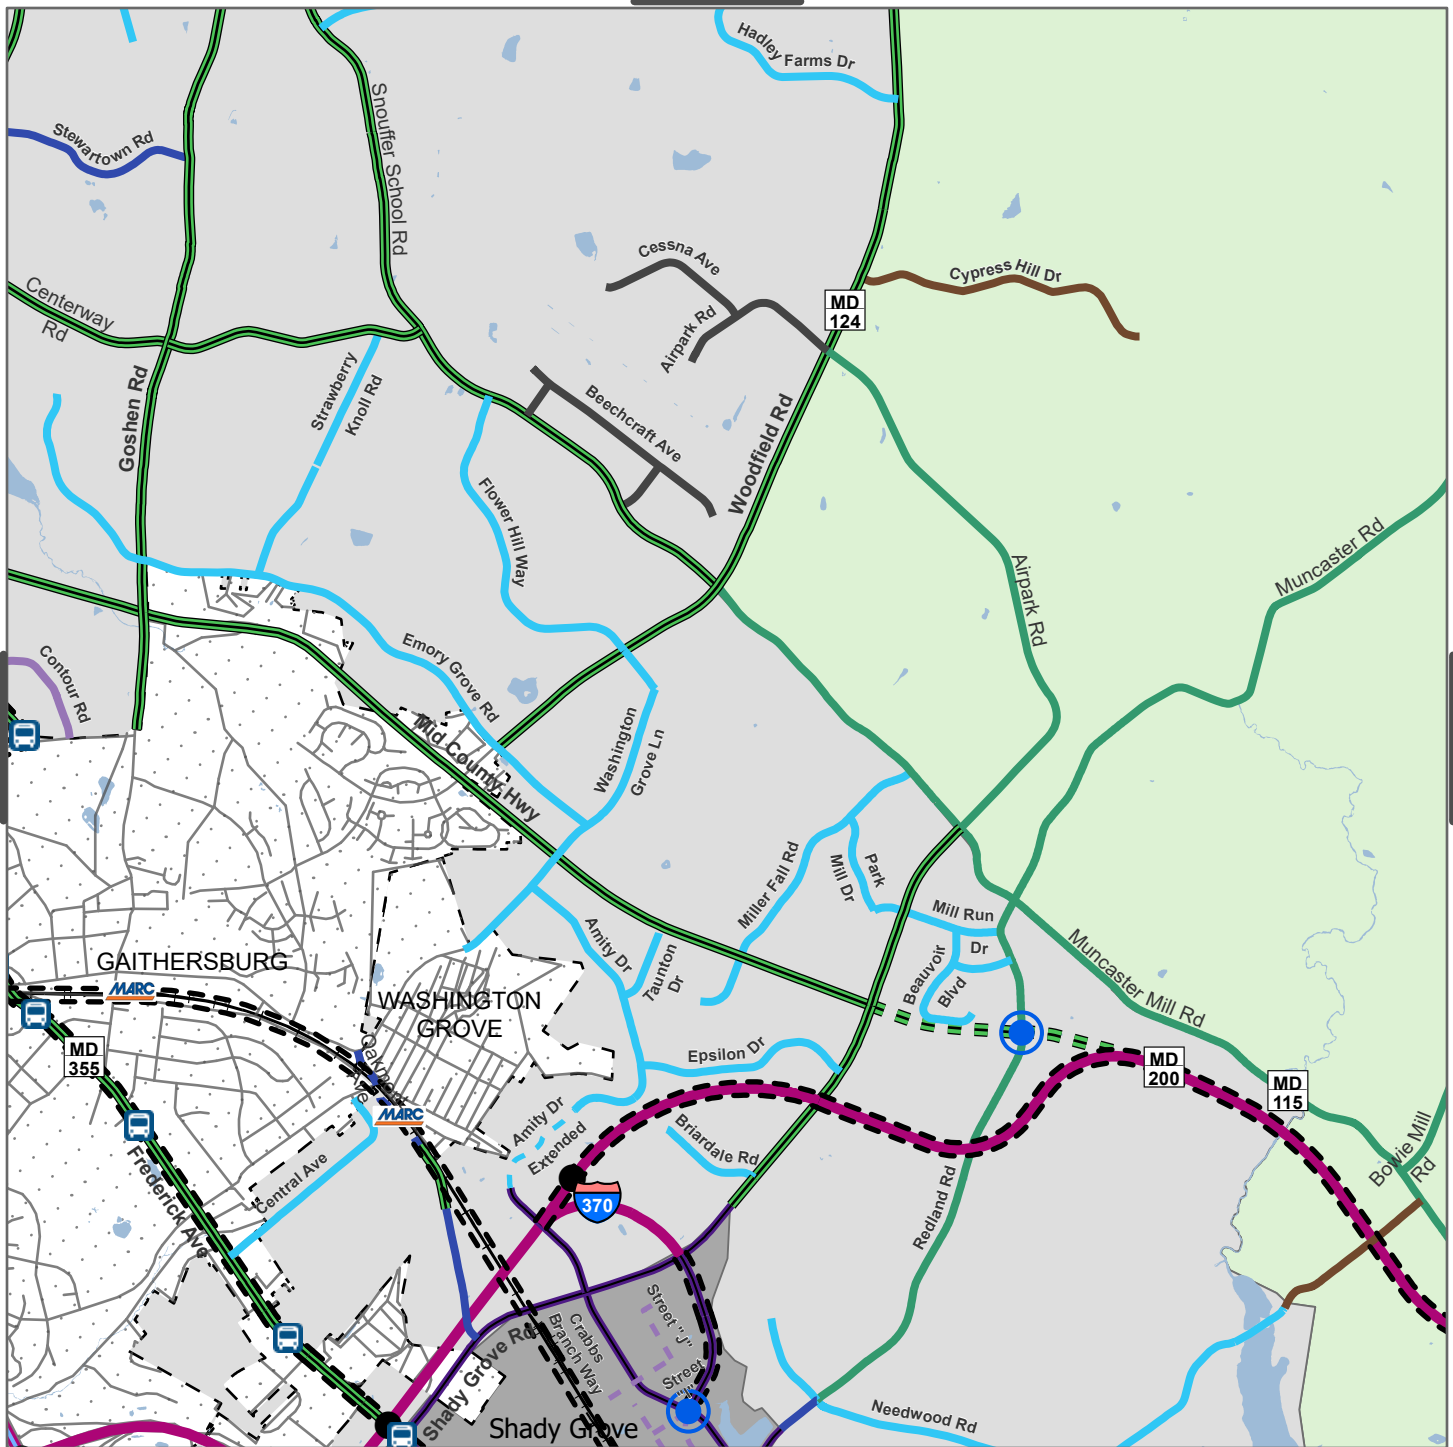 Hadley
Farms Dr
Snouffer School Rd
Stewartown Rd
Cessna Ave
Cypress Hill Dr
Centerway
Rd
MD
124
Airpark Rd
Strawberry
Knoll Rd
Goshen Rd
Beechcraft Ave
Woodfield Rd
Flower Hill Way
Muncaster Rd
Airpark Rd
Contour Rd
Emory Grove Rd
Mid County Hwy
Washington
Grove Ln
Miller Fall Rd
Park
Mill Dr
Mill Run
Dr
Amity Dr
Taunton
Dr
Beauvoir
Blvd
Muncaster Mill Rd
GAITHERSBURG
MARC
WASHINGTON
GROVE
MD
355
Oakmont
Ave
Epsilon Dr
MD
200
MD
115
MARC
Amity Dr
Extended
Briardale Rd
Bowie Mill
Rd
Central Ave
Frederick Ave
370
Redland Rd
Street "J"
Crabbs
Branch Way
Shady Grove Rd
Street
Needwood Rd
Shady Grove